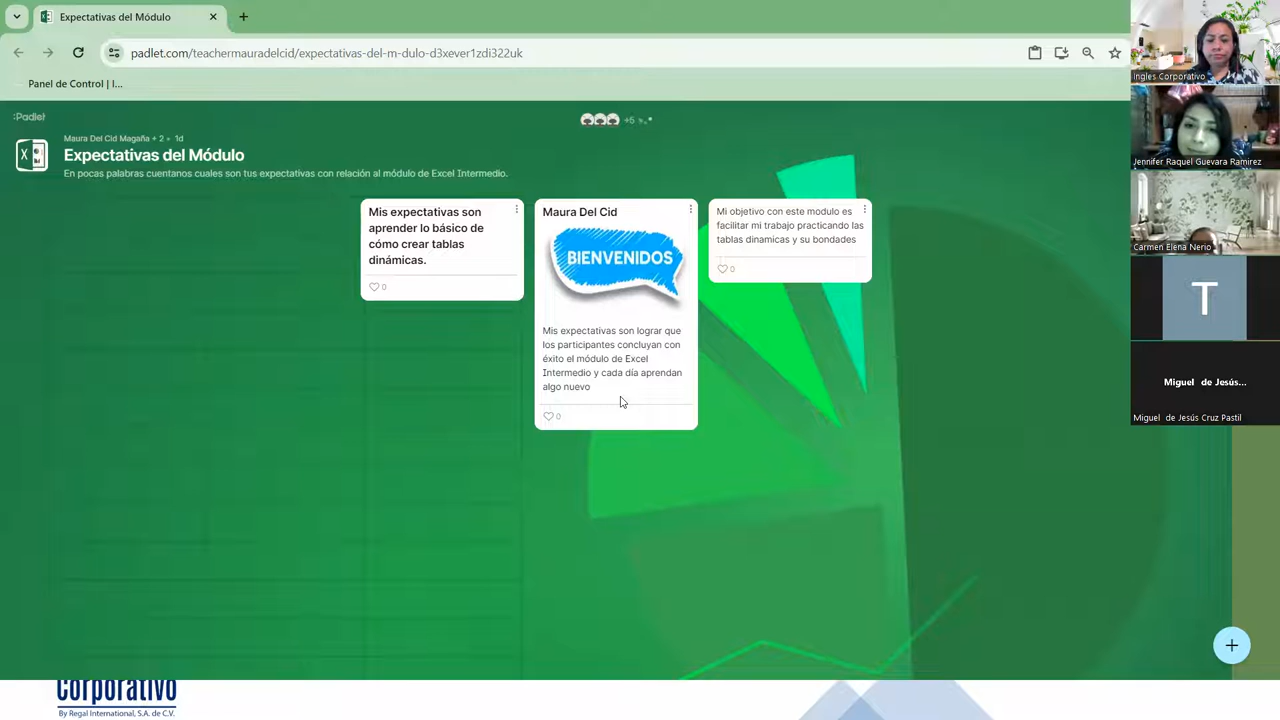 Expectativas del Módulo
padlet.com/teachermauradelcid/expectativas-del-m-dulo-d3xever1zdi322uk
Panel de Control | I...
:Padlet
+6
Maura Del Cid Magaña + 2 • 1d
Expectativas del Módulo
En pocas palabras cuentanos cuales son tus expectativas con relación al módulo de Excel Intermedio.
Mis expectativas son
aprender lo básico de
cómo crear tablas
dinámicas.
0
Maura Del Cid
BIENVENIDOS
Mis expectativas son lograr que
los participantes concluyan con
éxito el módulo de Excel
Intermedio y cada día aprendan
algo nuevo
0
Mi objetivo con este modulo es
facilitar mi trabajo practicando las
tablas dinamicas y su bondades
0
Ingles Corporativo
Jennifer Raquel Guevara Ramirez
Carmen Elena Nerio
T
Miguel de Jesús...
Miguel de Jesús Cruz Pastil
Corporativo
By Regal International, S.A. de C.V.